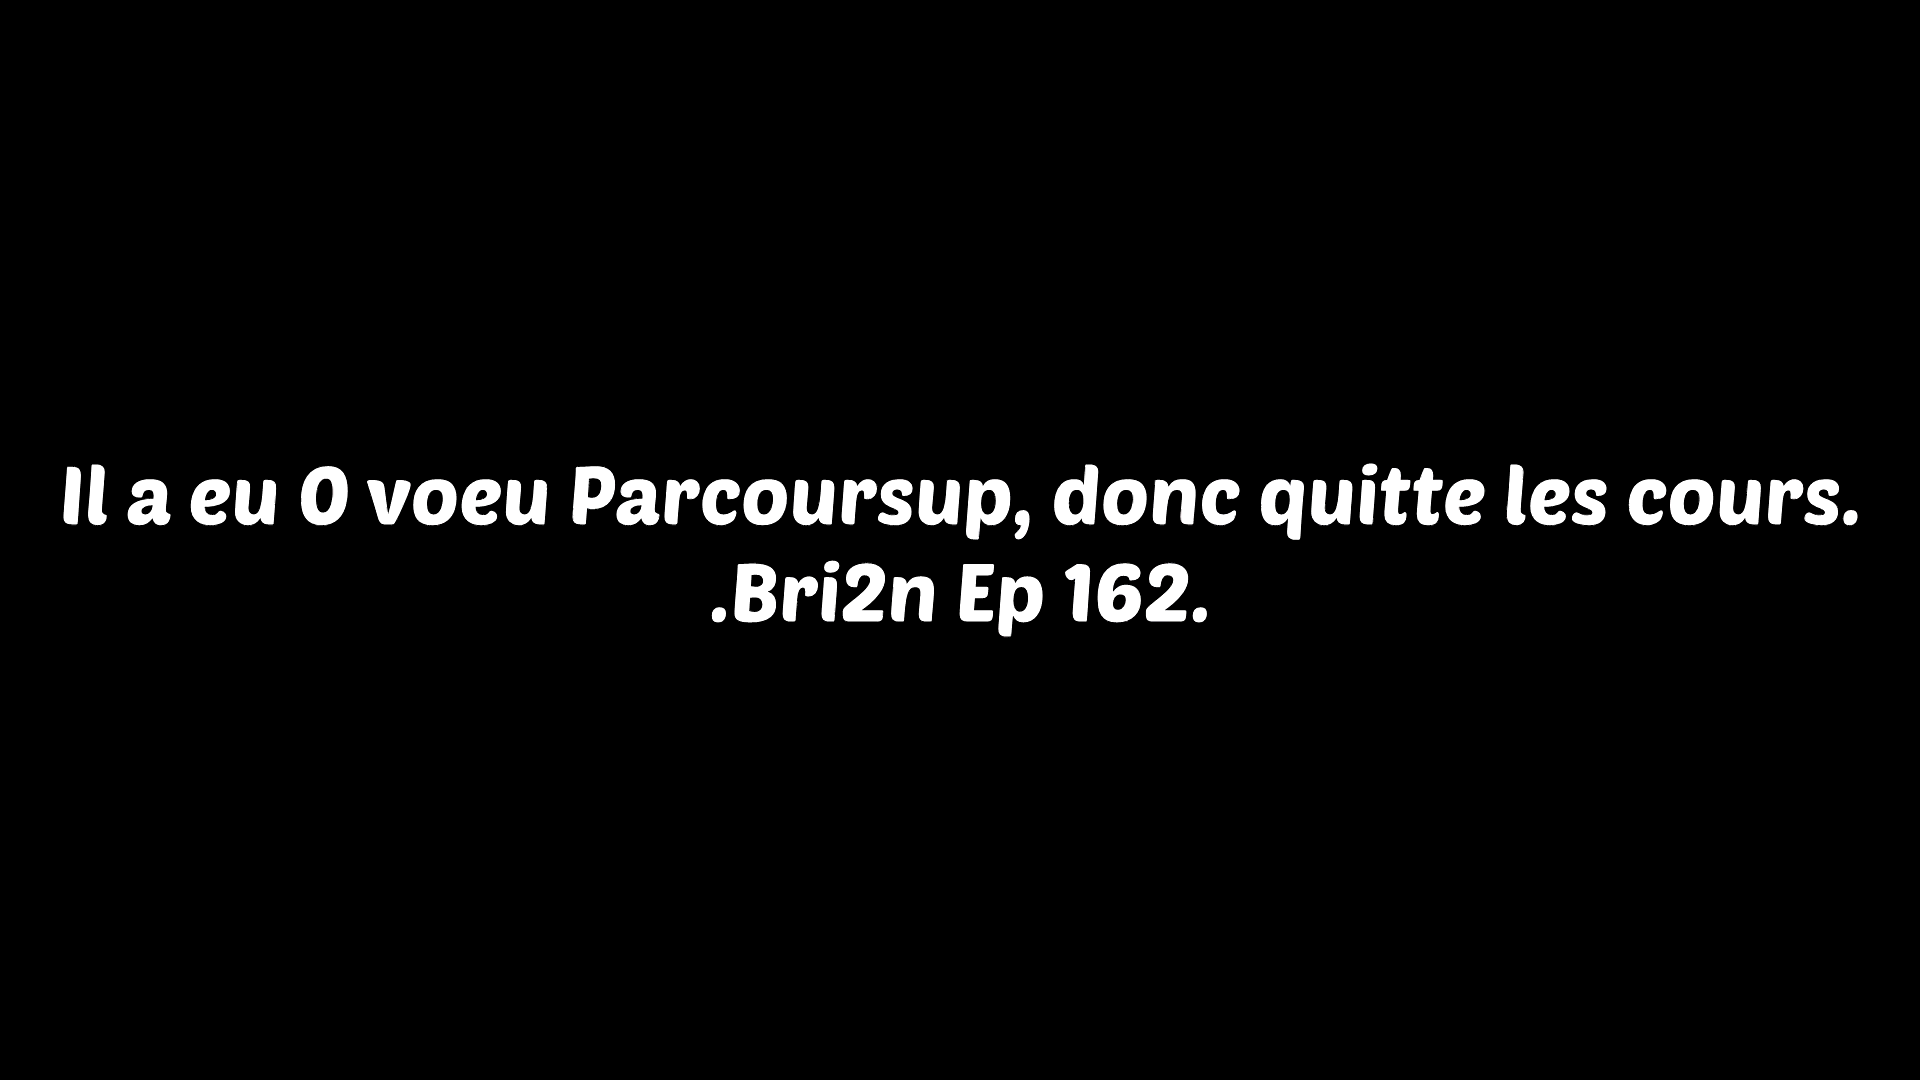 Il a eu 0 voeu Parcoursup, donc quitte les cours.
.Bri2n Ep 162.